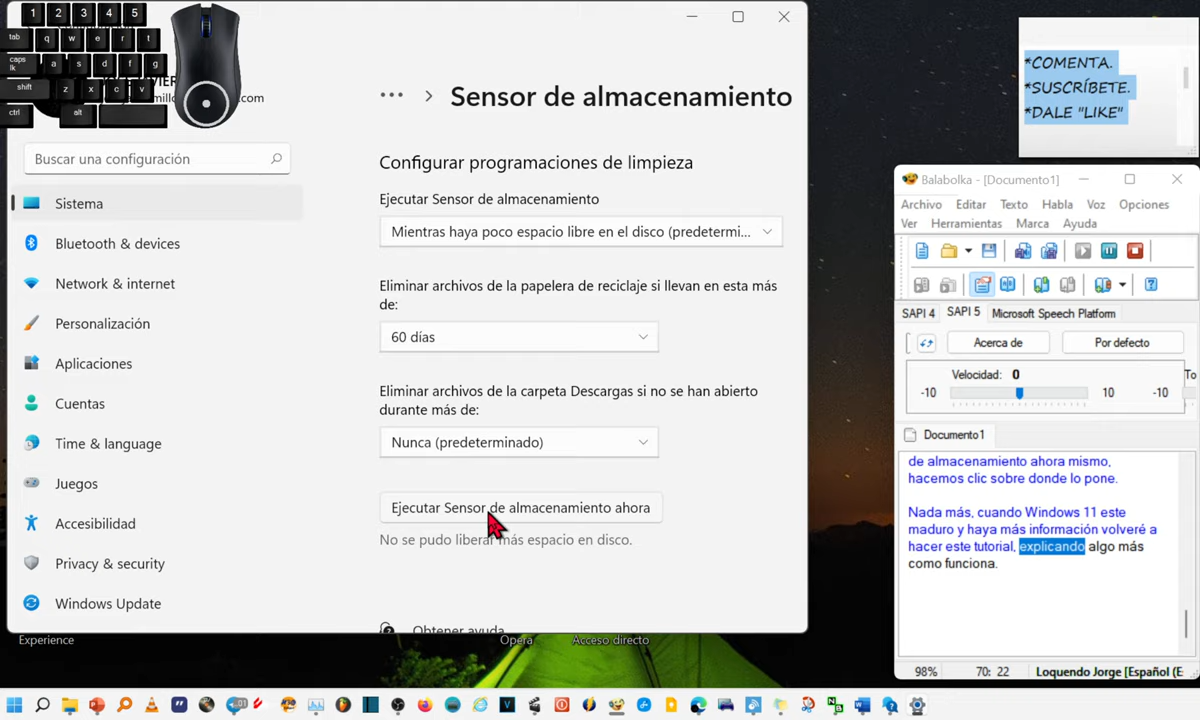 1 2 3 4 5
tab q w e r t
caps lk a s d f g
shift z x c v
ctrl alt
Sensor de almacenamiento
Buscar una configuración
Configurar programaciones de limpieza
Ejecutar Sensor de almacenamiento
Mientras haya poco espacio libre en el disco (predetermi...
Eliminar archivos de la papelera de reciclaje si llevan en esta más
de:
60 días
Eliminar archivos de la carpeta Descargas si no se han abierto
durante más de:
Nunca (predeterminado)
Ejecutar Sensor de almacenamiento ahora
No se pudo liberar más espacio en disco.
Obtener ayuda
Sistema
Bluetooth & devices
Network & internet
Personalización
Aplicaciones
Cuentas
Time & language
Juegos
Accesibilidad
Privacy & security
Windows Update
Experience
Opera
Acceso directo
*COMENTA.
*SUSCRÍBETE.
*DALE "LIKE"
Balabolka - [Documento1]
Archivo Editar Texto Habla Voz Opciones
Ver Herramientas Marca Ayuda
SAPI 4 SAPI 5 Microsoft Speech Platform
Acerca de Por defecto
Velocidad: 0 To
-10 10 -10
Documento1
de almacenamiento ahora mismo,
hacemos clic sobre donde lo pone.
Nada más, cuando Windows 11 este
maduro y haya más información volveré a
hacer este tutorial, explicando algo más
como funciona.
98% 70: 22 Loquendo Jorge [Español (E